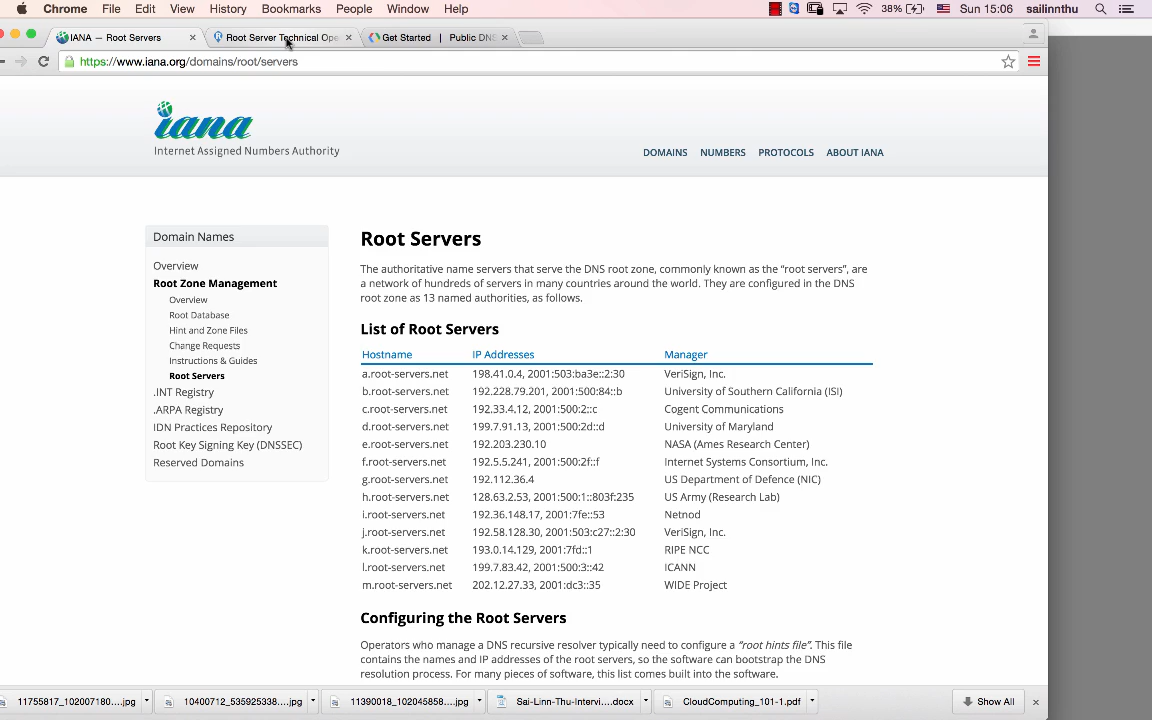 Chrome File Edit View History Bookmarks People Window Help 38% Sun 15:06 sailinnthu
IANA — Root Servers Root Server Technical Ope Get Started | Public DNS
https://www.iana.org/domains/root/servers
iana
Internet Assigned Numbers Authority
DOMAINS NUMBERS PROTOCOLS ABOUT IANA
Domain Names
Overview
Root Zone Management
Overview
Root Database
Hint and Zone Files
Change Requests
Instructions & Guides
Root Servers
.INT Registry
.ARPA Registry
IDN Practices Repository
Root Key Signing Key (DNSSEC)
Reserved Domains
Root Servers
The authoritative name servers that serve the DNS root zone, commonly known as the “root servers”, are
a network of hundreds of servers in many countries around the world. They are configured in the DNS
root zone as 13 named authorities, as follows.
List of Root Servers
Hostname IP Addresses Manager
a.root-servers.net 198.41.0.4, 2001:503:ba3e::2:30 VeriSign, Inc.
b.root-servers.net 192.228.79.201, 2001:500:84::b University of Southern California (ISI)
c.root-servers.net 192.33.4.12, 2001:500:2::c Cogent Communications
d.root-servers.net 199.7.91.13, 2001:500:2d::d University of Maryland
e.root-servers.net 192.203.230.10 NASA (Ames Research Center)
f.root-servers.net 192.5.5.241, 2001:500:2f::f Internet Systems Consortium, Inc.
g.root-servers.net 192.112.36.4 US Department of Defence (NIC)
h.root-servers.net 128.63.2.53, 2001:500:1::803f:235 US Army (Research Lab)
i.root-servers.net 192.36.148.17, 2001:7fe::53 Netnod
j.root-servers.net 192.58.128.30, 2001:503:c27::2:30 VeriSign, Inc.
k.root-servers.net 193.0.14.129, 2001:7fd::1 RIPE NCC
l.root-servers.net 199.7.83.42, 2001:500:3::42 ICANN
m.root-servers.net 202.12.27.33, 2001:dc3::35 WIDE Project
Configuring the Root Servers
Operators who manage a DNS recursive resolver typically need to configure a “root hints file”. This file
contains the names and IP addresses of the root servers, so the software can bootstrap the DNS
resolution process. For many pieces of software, this list comes built into the software.
11755817_102007180....jpg 10400712_535925338....jpg 11390018_102045858....jpg Sai-Linn-Thu-Intervi....docx CloudComputing_101-1.pdf Show All